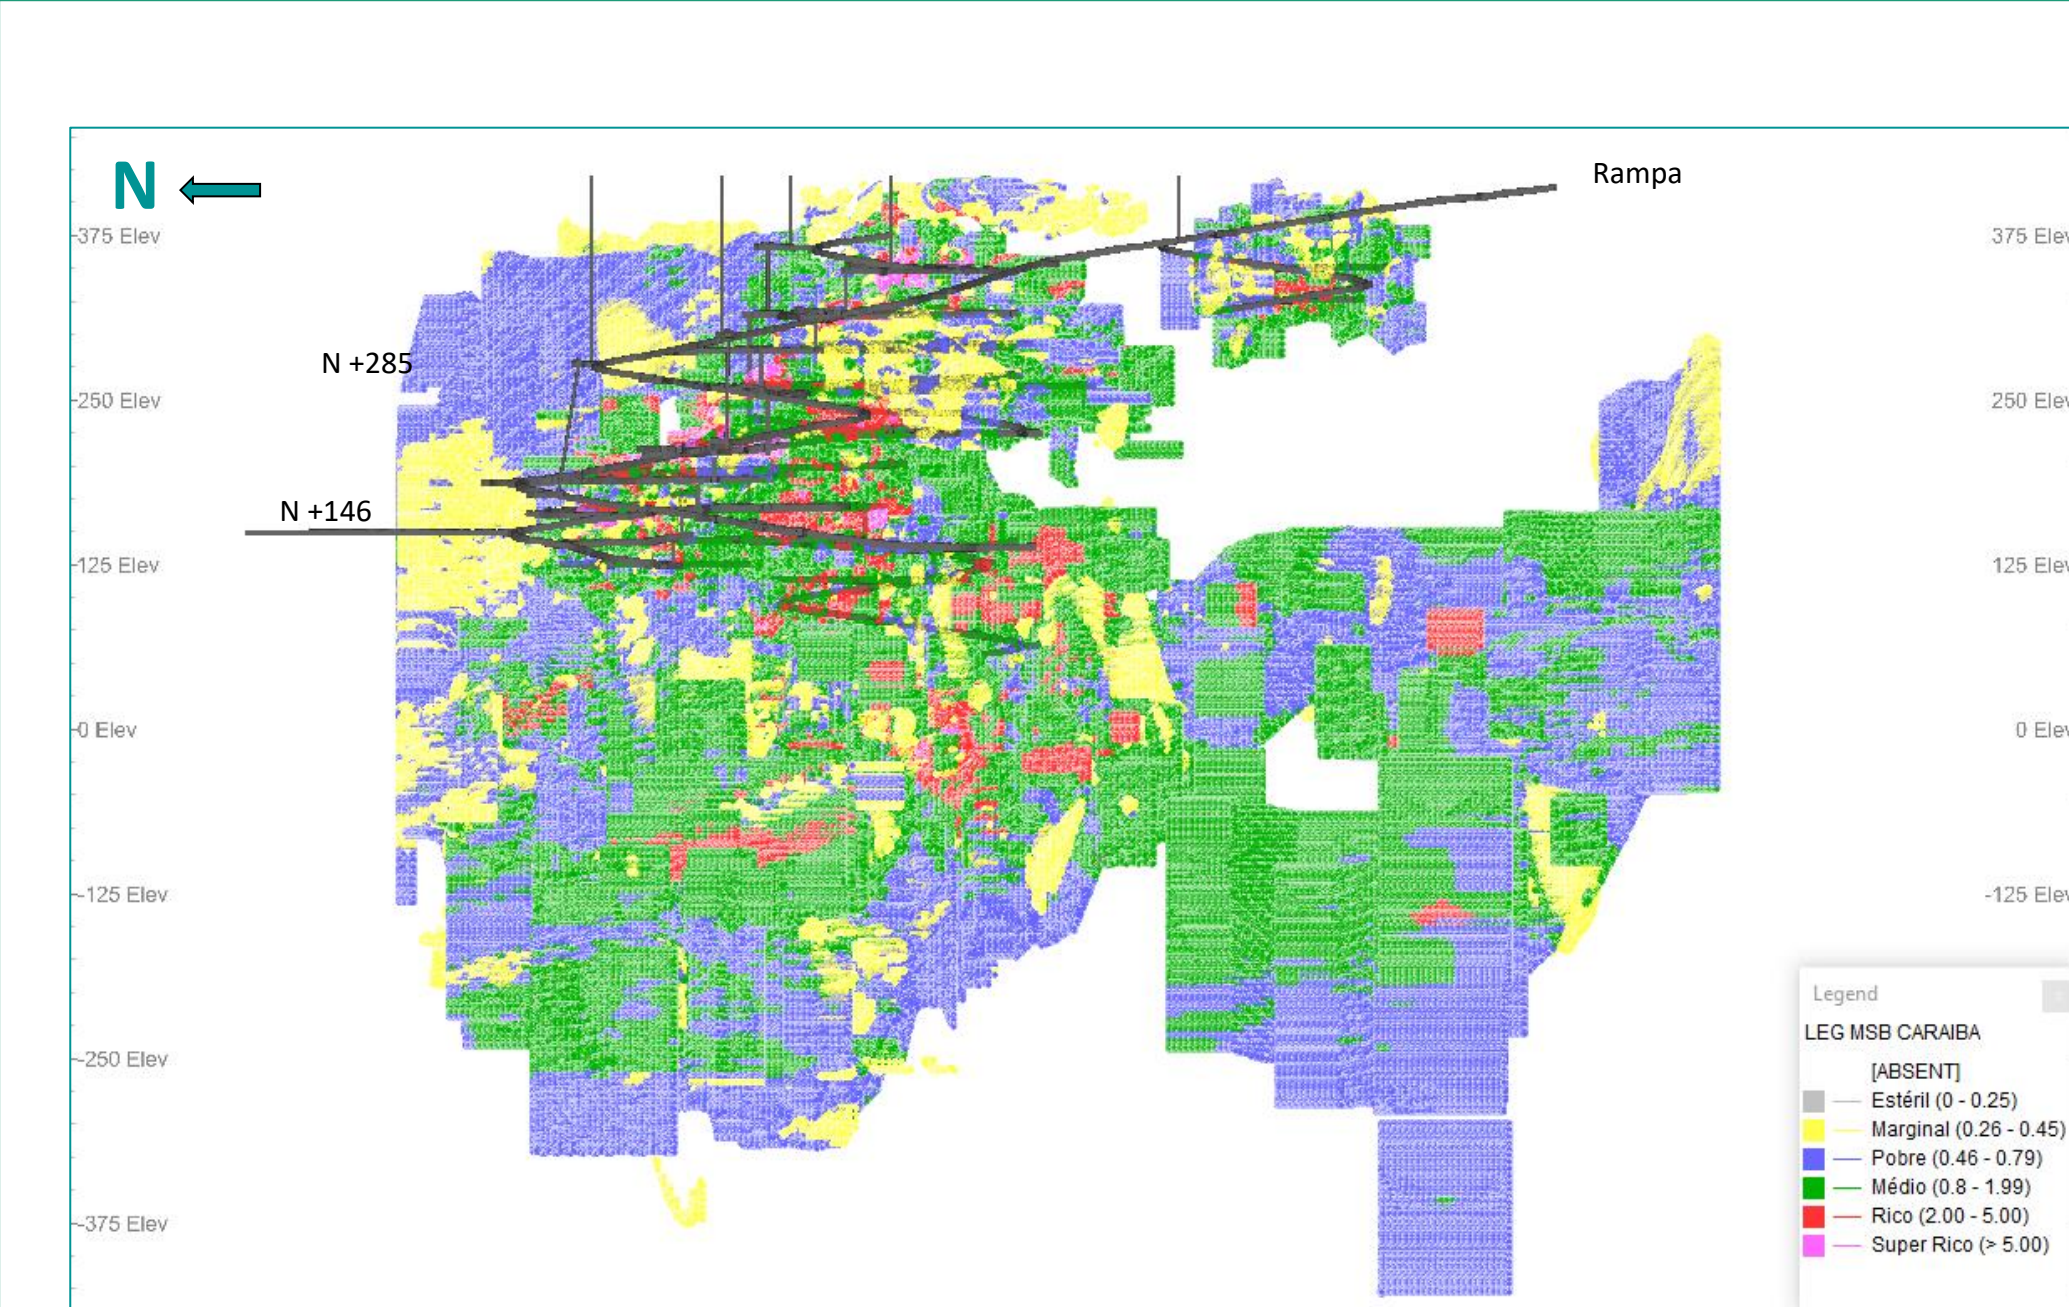 N
Rampa
375 Elev
375 Elev
N +285
250 Elev
250 Elev
N +146
125 Elev
125 Elev
0 Elev
0 Elev
-125 Elev
-125 Elev
Legend
LEG MSB CARAIBA
[ABSENT]
Estéril (0 - 0.25)
Marginal (0.26 - 0.45)
Pobre (0.46 - 0.79)
Médio (0.8 - 1.99)
Rico (2.00 - 5.00)
Super Rico (> 5.00)
-250 Elev
-375 Elev